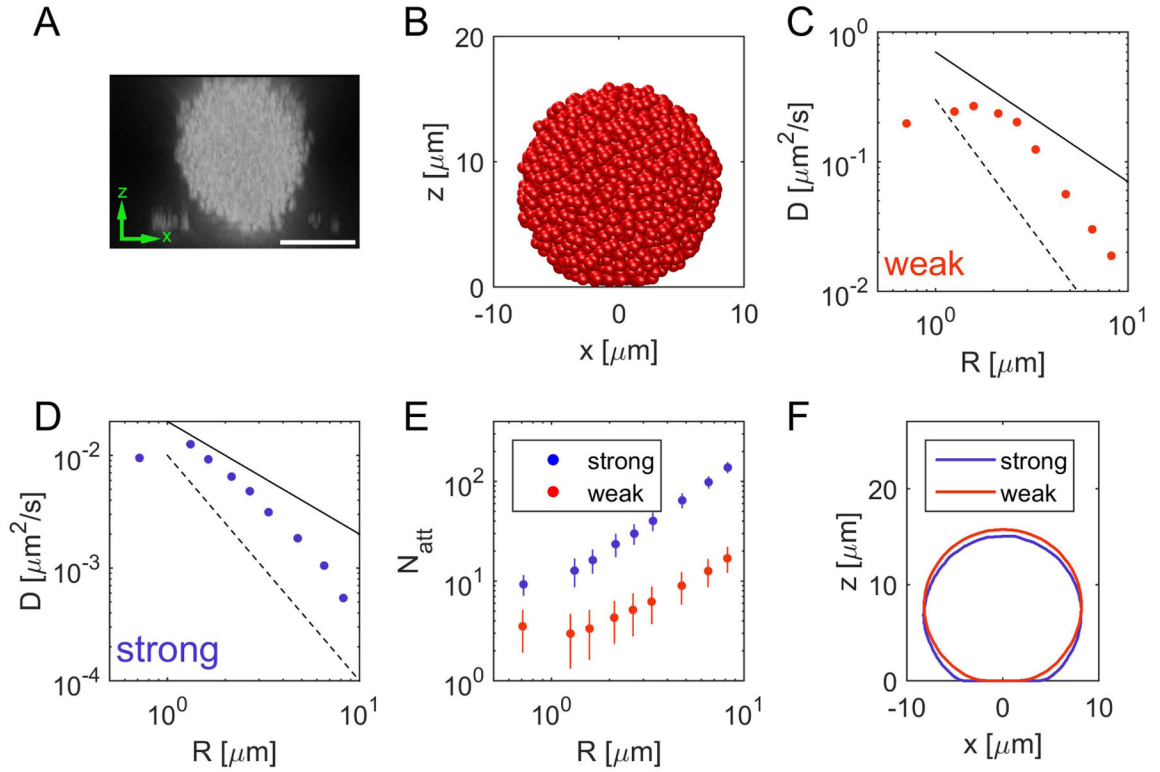 A
z
x
B
20
10
0
z [μm]
-10
0
10
x [μm]
C
10^0
10^-1
10^-2
D [μm^2/s]
weak
10^0
10^1
R [μm]
D
10^-2
10^-3
10^-4
D [μm^2/s]
strong
10^0
10^1
R [μm]
E
strong
weak
10^2
10^1
10^0
N_att
10^0
10^1
R [μm]
F
strong
weak
20
10
0
z [μm]
-10
0
10
x [μm]